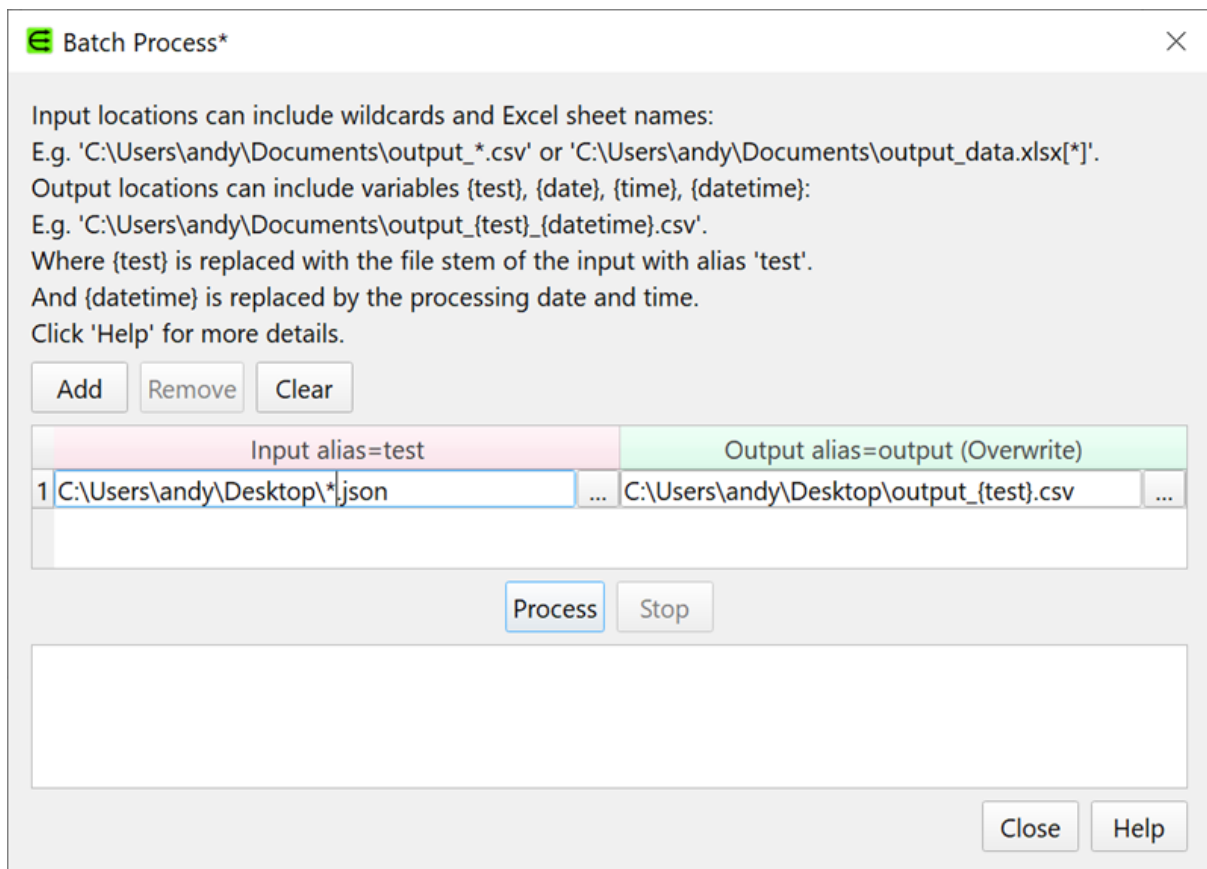 Batch Process*
Input locations can include wildcards and Excel sheet names:
E.g. 'C:\Users\andy\Documents\output_*.csv' or 'C:\Users\andy\Documents\output_data.xlsx[*]'.
Output locations can include variables {test}, {date}, {time}, {datetime}:
E.g. 'C:\Users\andy\Documents\output_{test}_{datetime}.csv'.
Where {test} is replaced with the file stem of the input with alias 'test'.
And {datetime} is replaced by the processing date and time.
Click 'Help' for more details.
Add Remove Clear
Input alias=test Output alias=output (Overwrite)
1 C:\Users\andy\Desktop\*.json ... C:\Users\andy\Desktop\output_{test}.csv ...
Process Stop
Close Help